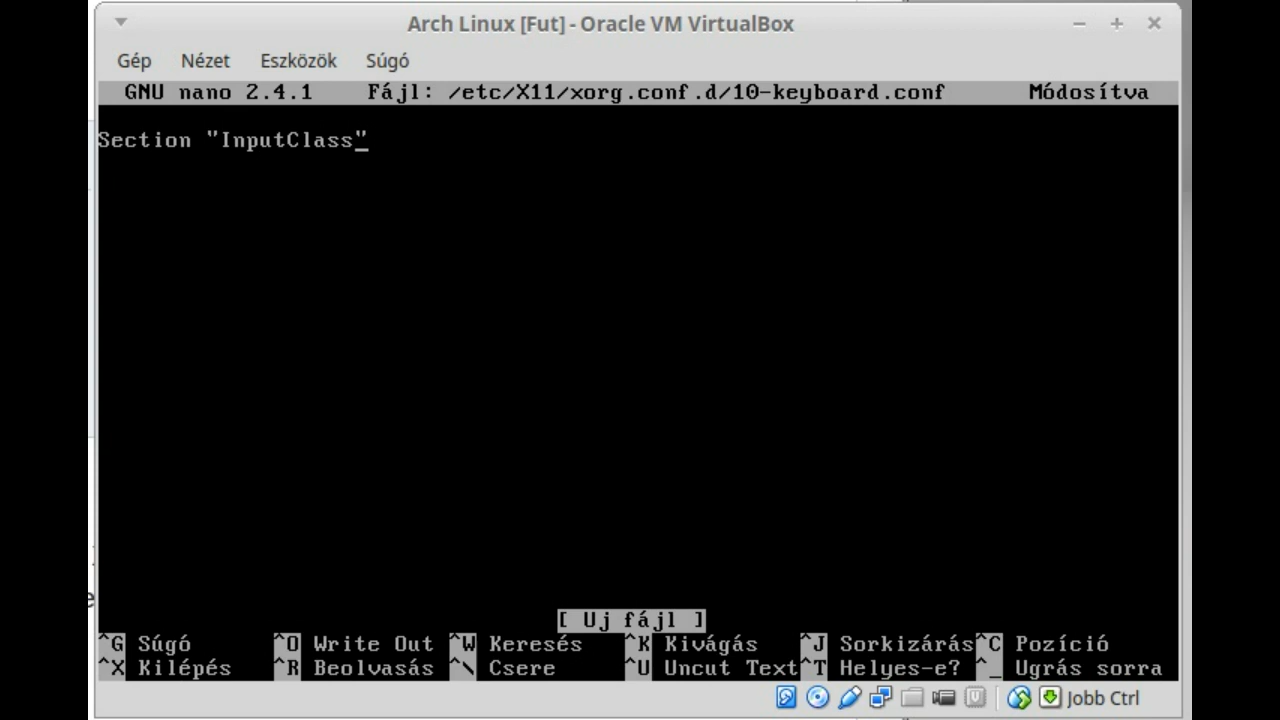 Arch Linux [Fut] - Oracle VM VirtualBox
Gép Nézet Eszközök Súgó
GNU nano 2.4.1 Fájl: /etc/X11/xorg.conf.d/10-keyboard.conf Módosítva
Section "InputClass"
[ Uj fájl ]
^G Súgó ^O Write Out ^W Keresés ^K Kivágás ^J Sorkizárás ^C Pozíció
^X Kilépés ^R Beolvasás ^\ Csere ^U Uncut Text ^T Helyes-e? ^_ Ugrás sorra
Jobb Ctrl